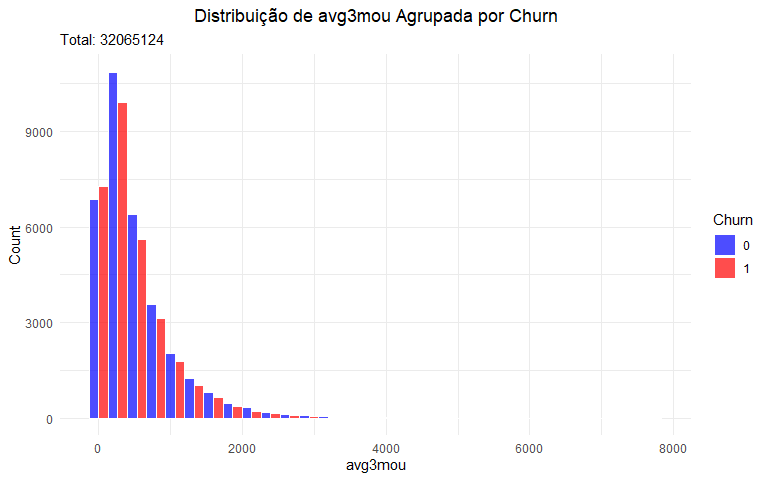 Distribuição de avg3mou Agrupada por Churn
Total: 32065124
9000
6000
3000
0
Count
0 2000 4000 6000 8000
avg3mou
Churn
0
1